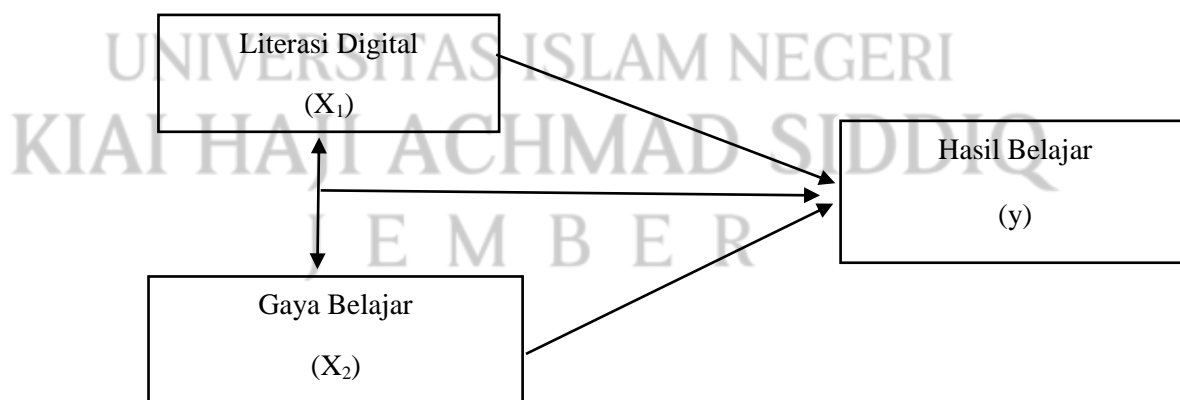 UNIVERSITAS ISLAM NEGERI
KIAI HAJI ACHMAD SIDDIQ
J E M B E R
Literasi Digital
(X₁)
Hasil Belajar
(y)
Gaya Belajar
(X₂)